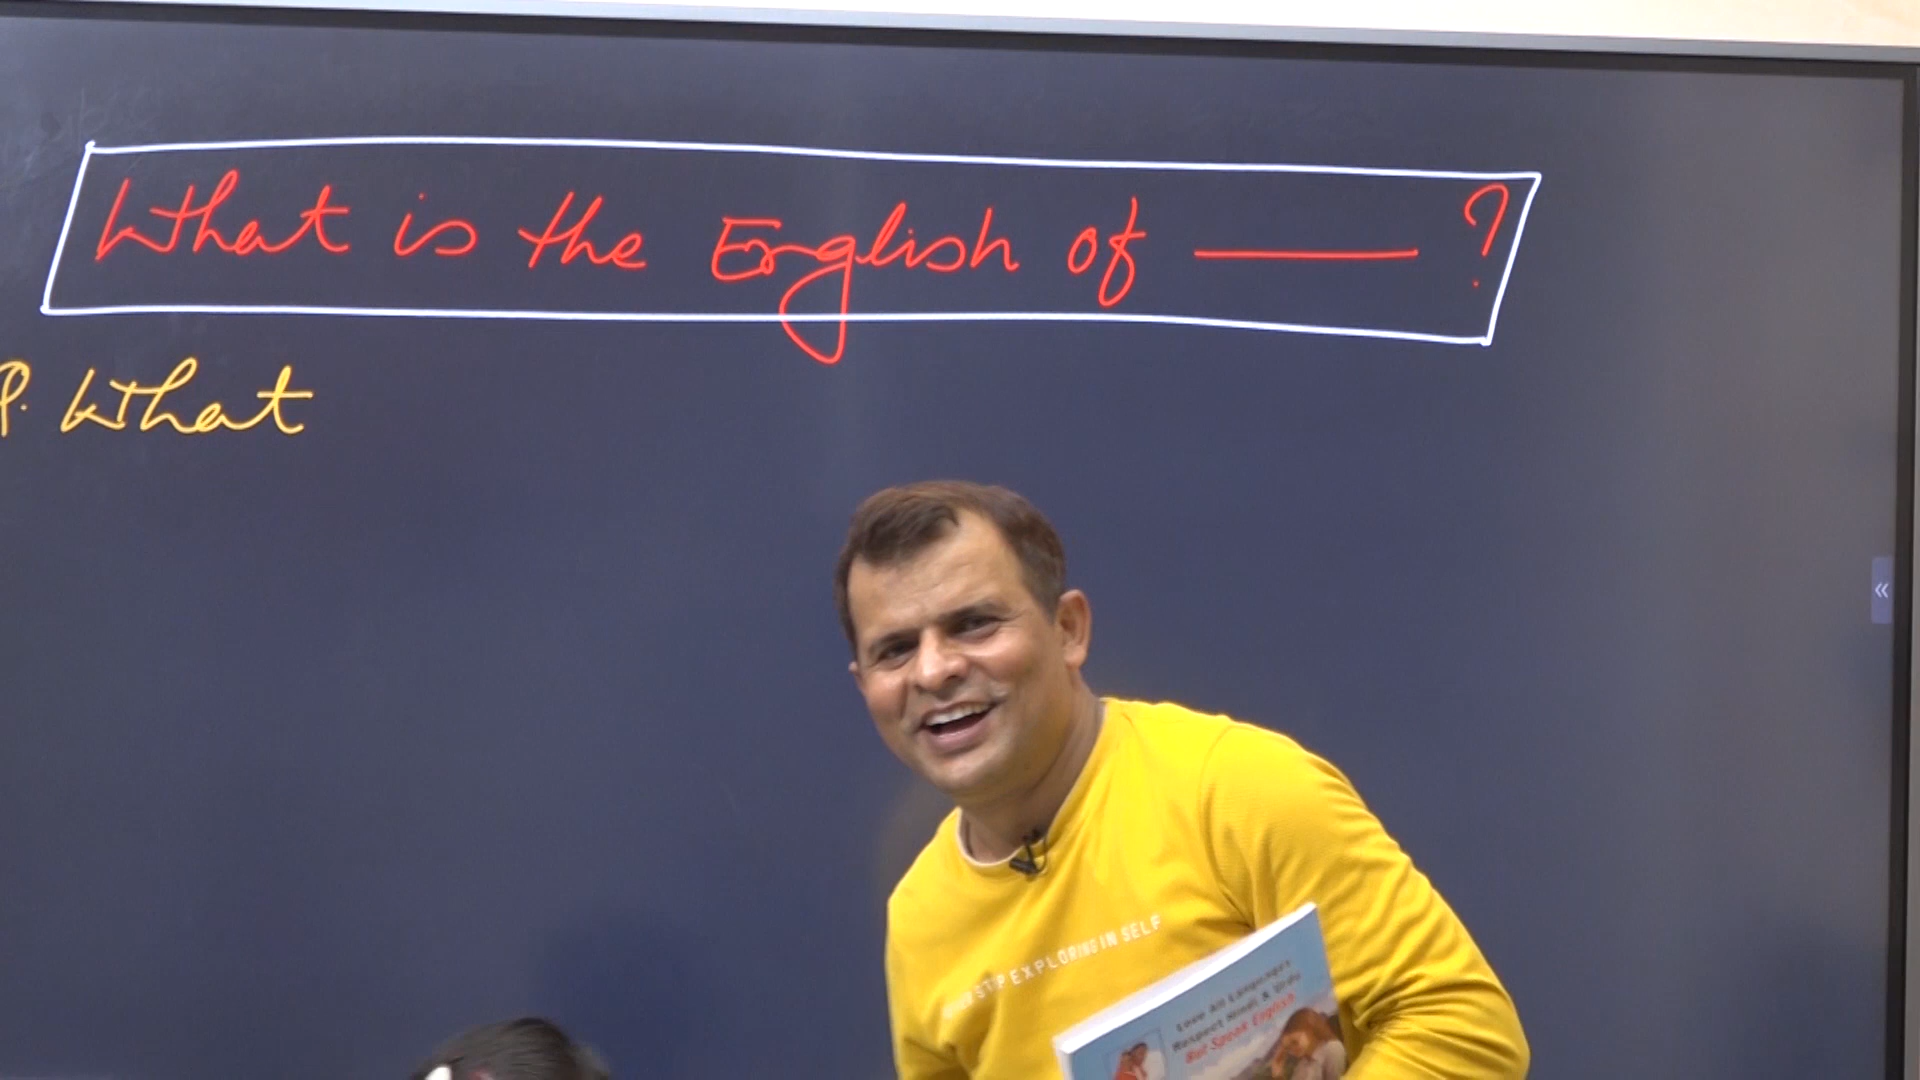 What is the English of ——— ?
P. What
STOP EXPLORING IN SELF
Love All Languages
Respect Hindi & Urdu
But Speak English